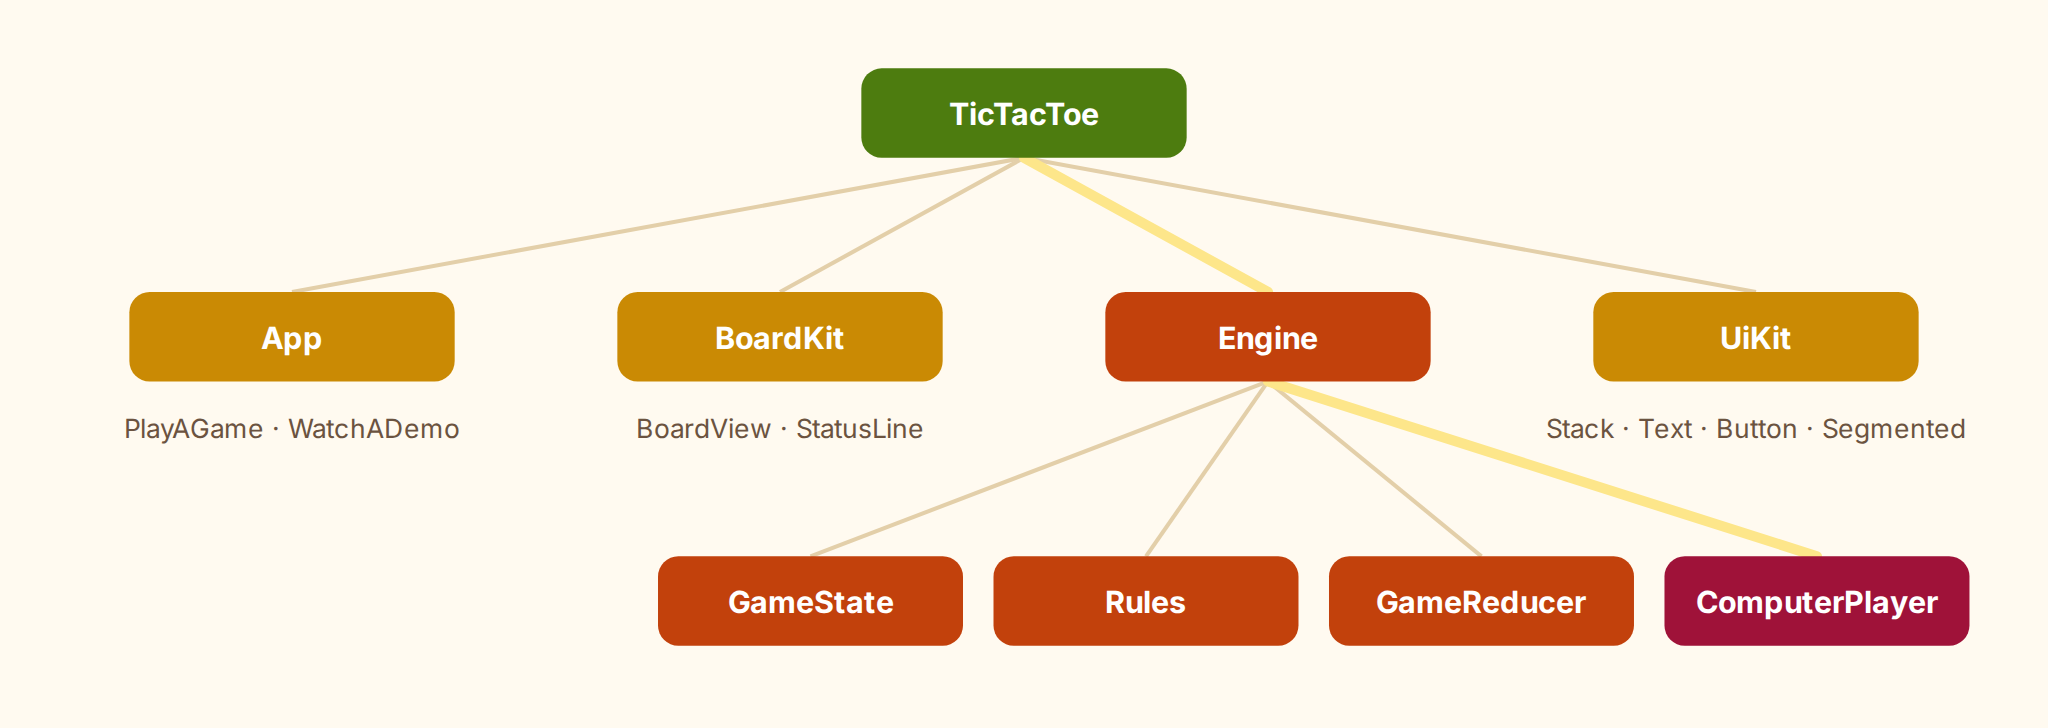 TicTacToe
App
BoardKit
Engine
UiKit
PlayAGame · WatchADemo
BoardView · StatusLine
Stack · Text · Button · Segmented
GameState
Rules
GameReducer
ComputerPlayer